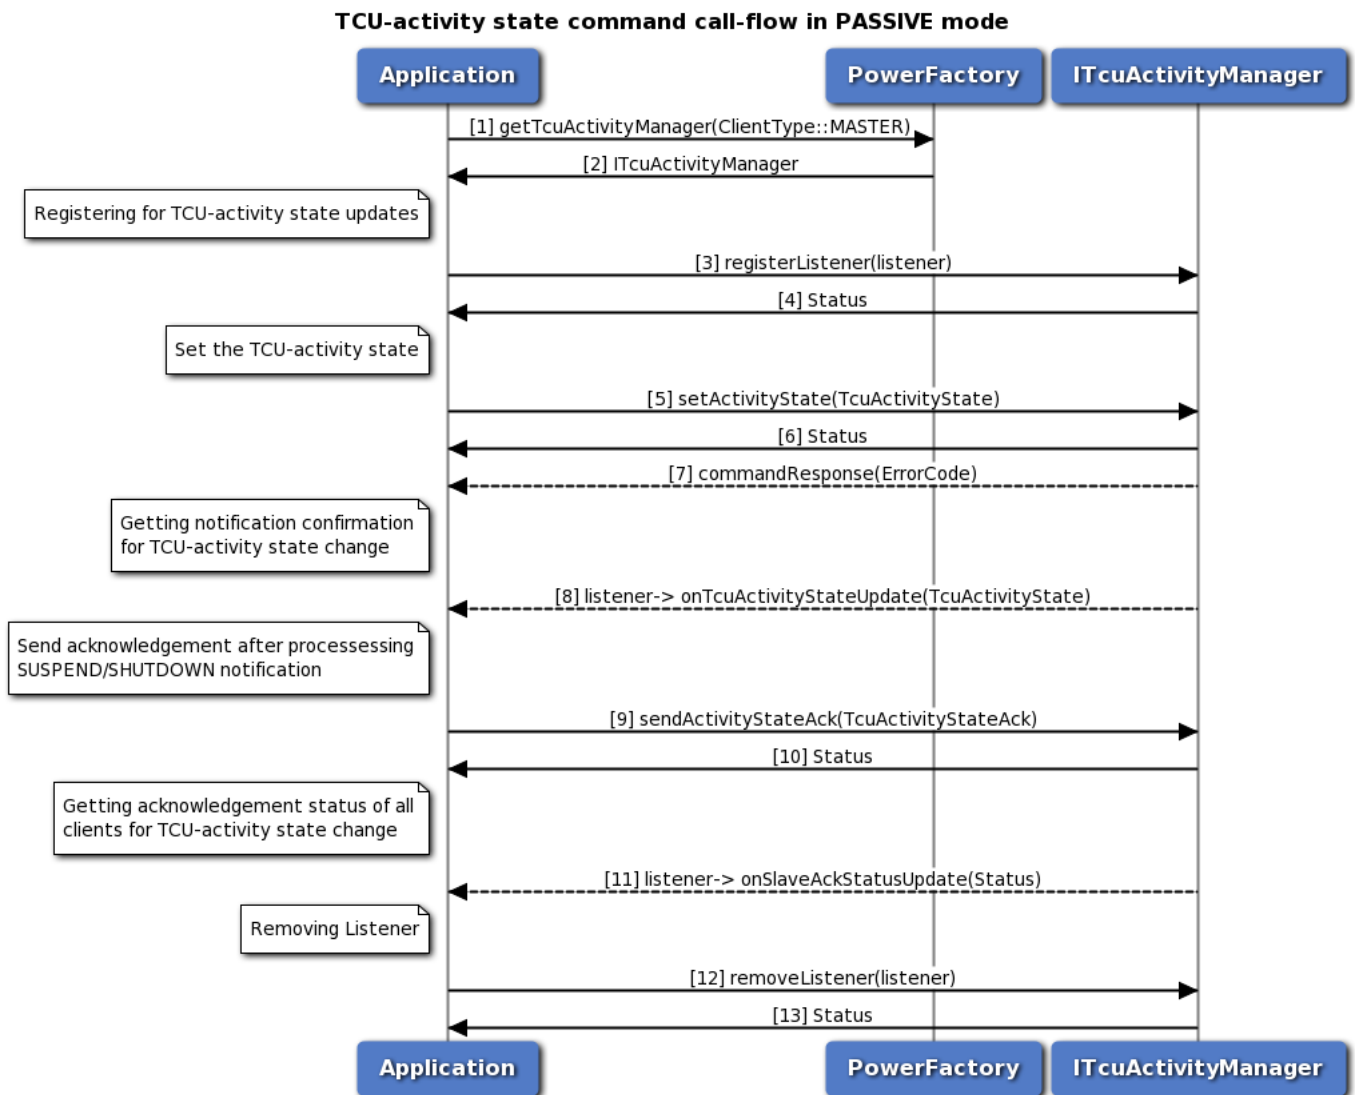 TCU-activity state command call-flow in PASSIVE mode
Application
PowerFactory
ITcuActivityManager
[1] getTcuActivityManager(ClientType::MASTER)
[2] ITcuActivityManager
Registering for TCU-activity state updates
[3] registerListener(listener)
[4] Status
Set the TCU-activity state
[5] setActivityState(TcuActivityState)
[6] Status
[7] commandResponse(ErrorCode)
Getting notification confirmation
for TCU-activity state change
[8] listener-> onTcuActivityStateUpdate(TcuActivityState)
Send acknowledgement after processessing
SUSPEND/SHUTDOWN notification
[9] sendActivityStateAck(TcuActivityStateAck)
[10] Status
Getting acknowledgement status of all
clients for TCU-activity state change
[11] listener-> onSlaveAckStatusUpdate(Status)
Removing Listener
[12] removeListener(listener)
[13] Status
Application
PowerFactory
ITcuActivityManager